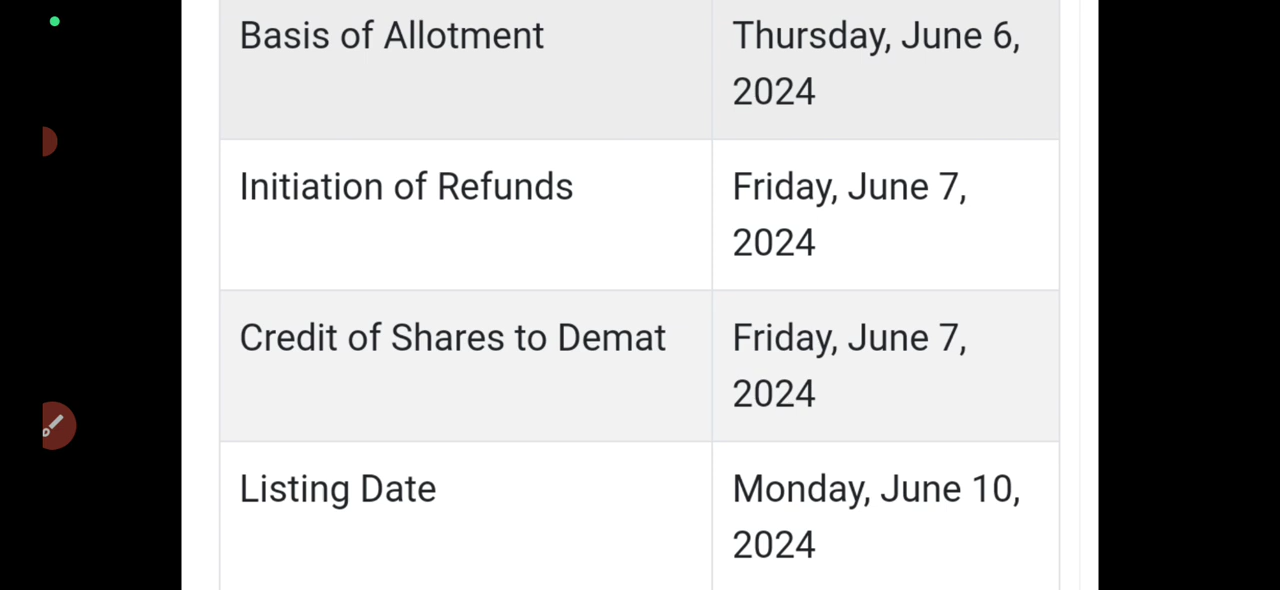 Basis of Allotment
Thursday, June 6,
2024
Initiation of Refunds
Friday, June 7,
2024
Credit of Shares to Demat
Friday, June 7,
2024
Listing Date
Monday, June 10,
2024